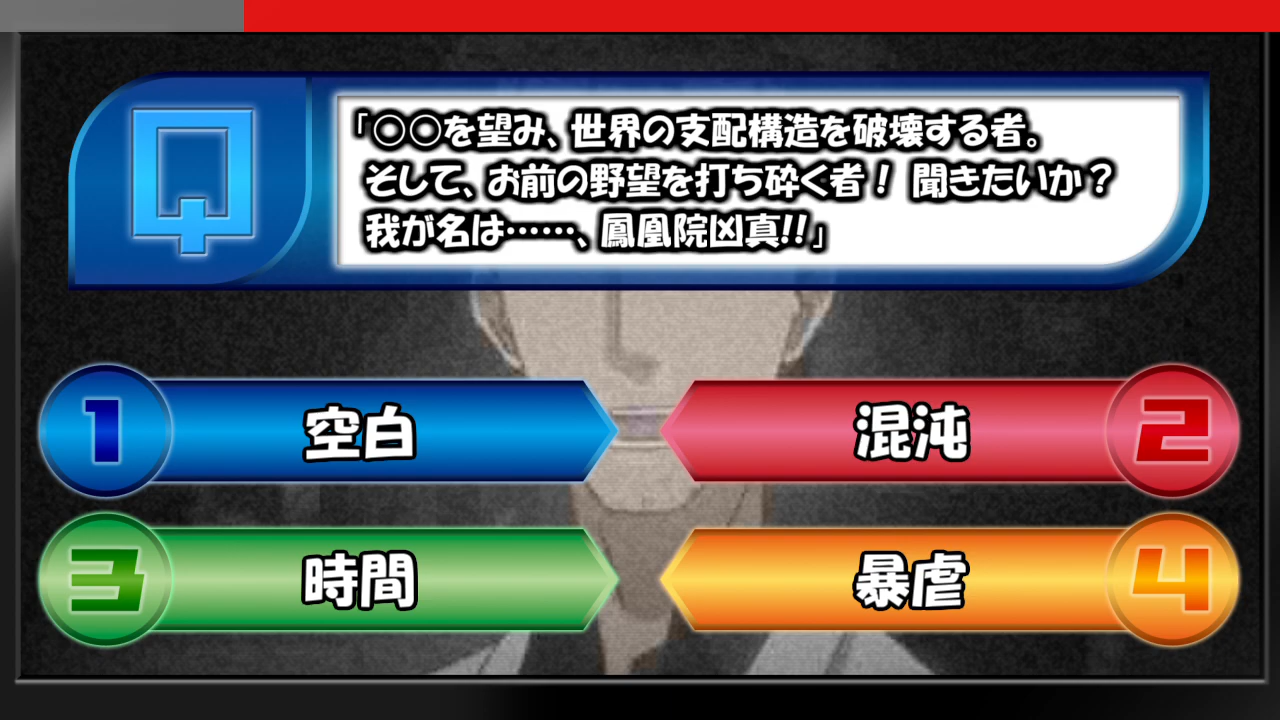 Q
「○○を望み、世界の支配構造を破壊する者。
そして、お前の野望を打ち砕く者！ 聞きたいか？
我が名は……、鳳凰院凶真!!」
1 空白
混沌 2
3 時間
暴虐 4